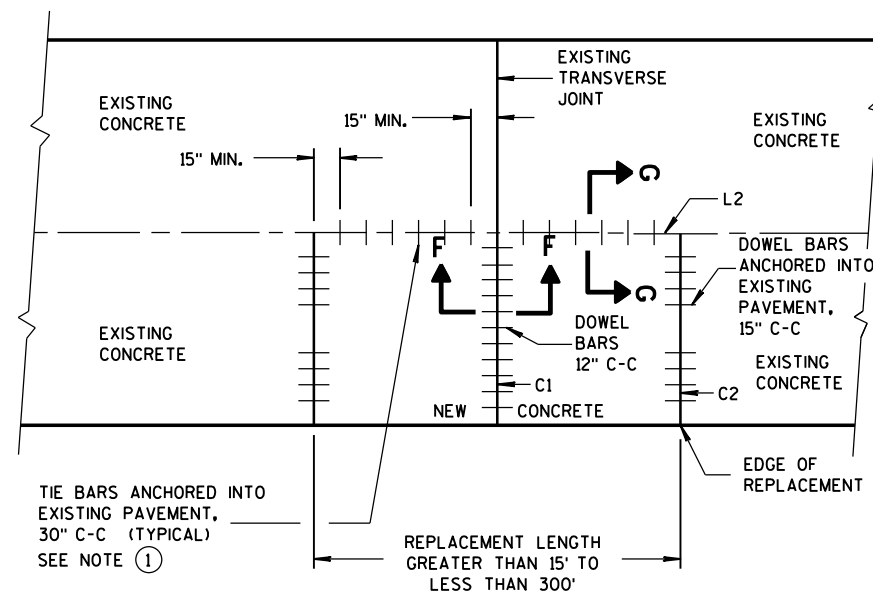 EXISTING
TRANSVERSE
JOINT
EXISTING
CONCRETE
15" MIN.
EXISTING
CONCRETE
15" MIN.
G
L2
F
F
DOWEL BARS
ANCHORED INTO
EXISTING
PAVEMENT,
15" C-C
G
EXISTING
CONCRETE
DOWEL
BARS
12" C-C
EXISTING
CONCRETE
C1
C2
NEW CONCRETE
EDGE OF
REPLACEMENT
TIE BARS ANCHORED INTO
EXISTING PAVEMENT,
30" C-C (TYPICAL)
SEE NOTE 1
REPLACEMENT LENGTH
GREATER THAN 15' TO
LESS THAN 300'